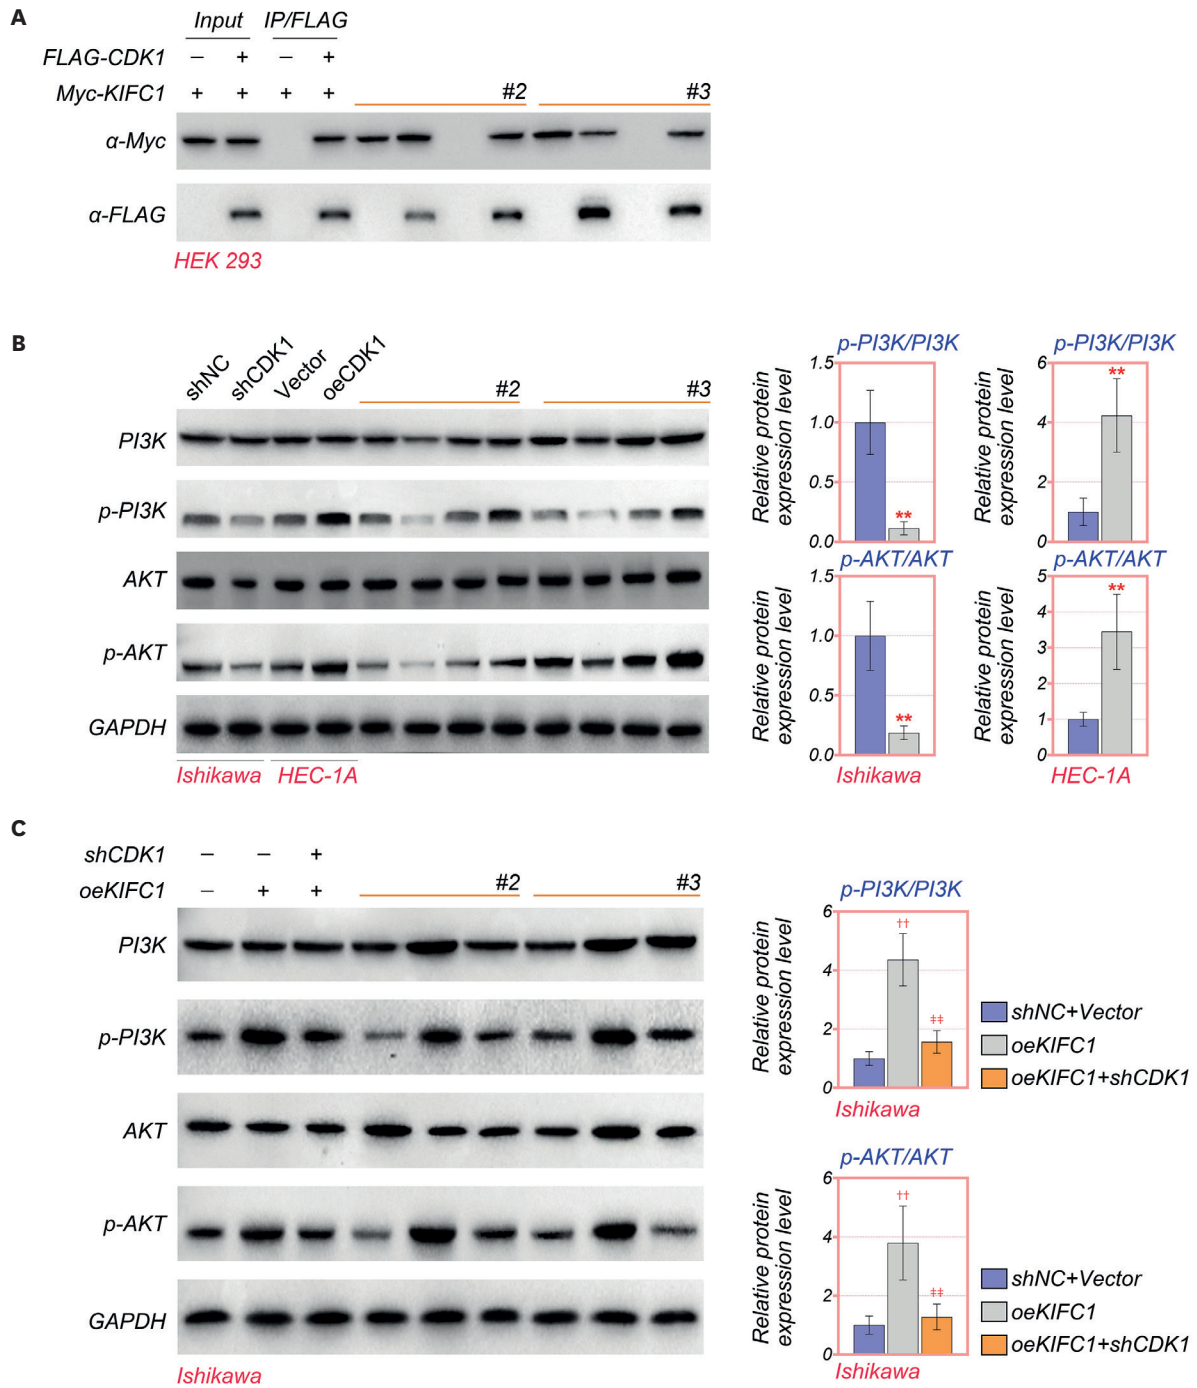 A
Input IP/FLAG
FLAG-CDK1 – + – +
Myc-KIFC1 + + + + #2 #3
α-Myc
α-FLAG
HEK 293
B
shNC shCDK1 Vector oeCDK1 #2 #3
PI3K
p-PI3K
AKT
p-AKT
GAPDH
Ishikawa HEC-1A
p-PI3K/PI3K
Relative protein
expression level
1.5
1.0
0.5
0.0
**
p-PI3K/PI3K
Relative protein
expression level
6
4
2
0
**
p-AKT/AKT
Relative protein
expression level
1.5
1.0
0.5
0.0
**
Ishikawa
p-AKT/AKT
Relative protein
expression level
5
4
3
2
1
0
**
HEC-1A
C
shCDK1 – – +
oeKIFC1 – + + #2 #3
PI3K
p-PI3K
AKT
p-AKT
GAPDH
Ishikawa
p-PI3K/PI3K
Relative protein
expression level
6
4
2
0
††
‡‡
Ishikawa
shNC+Vector
oeKIFC1
oeKIFC1+shCDK1
p-AKT/AKT
Relative protein
expression level
6
4
2
0
††
‡‡
Ishikawa
shNC+Vector
oeKIFC1
oeKIFC1+shCDK1